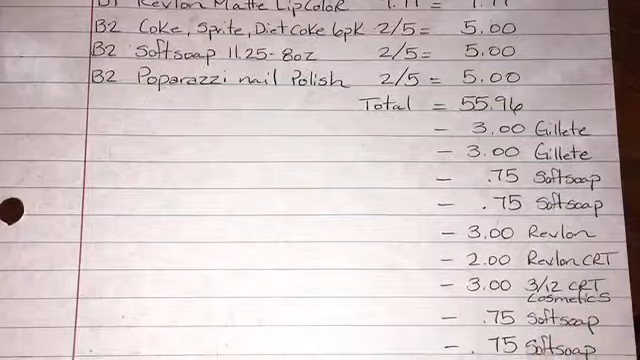 Revlon Matte Lipcolor
B2 Coke, Sprite, Diet Coke 6pk 2/5= 5.00
B2 Softsoap 11.25-8oz 2/5= 5.00
B2 Poparazzi nail Polish 2/5= 5.00
Total = 55.96
- 3.00 Gillete
- 3.00 Gillete
- .75 Softsoap
- .75 Softsoap
- 3.00 Revlon
- 2.00 Revlon CRT
- 3.00 3/12 CRT
Cosmetics
- .75 Softsoap
- .75 Softsoap